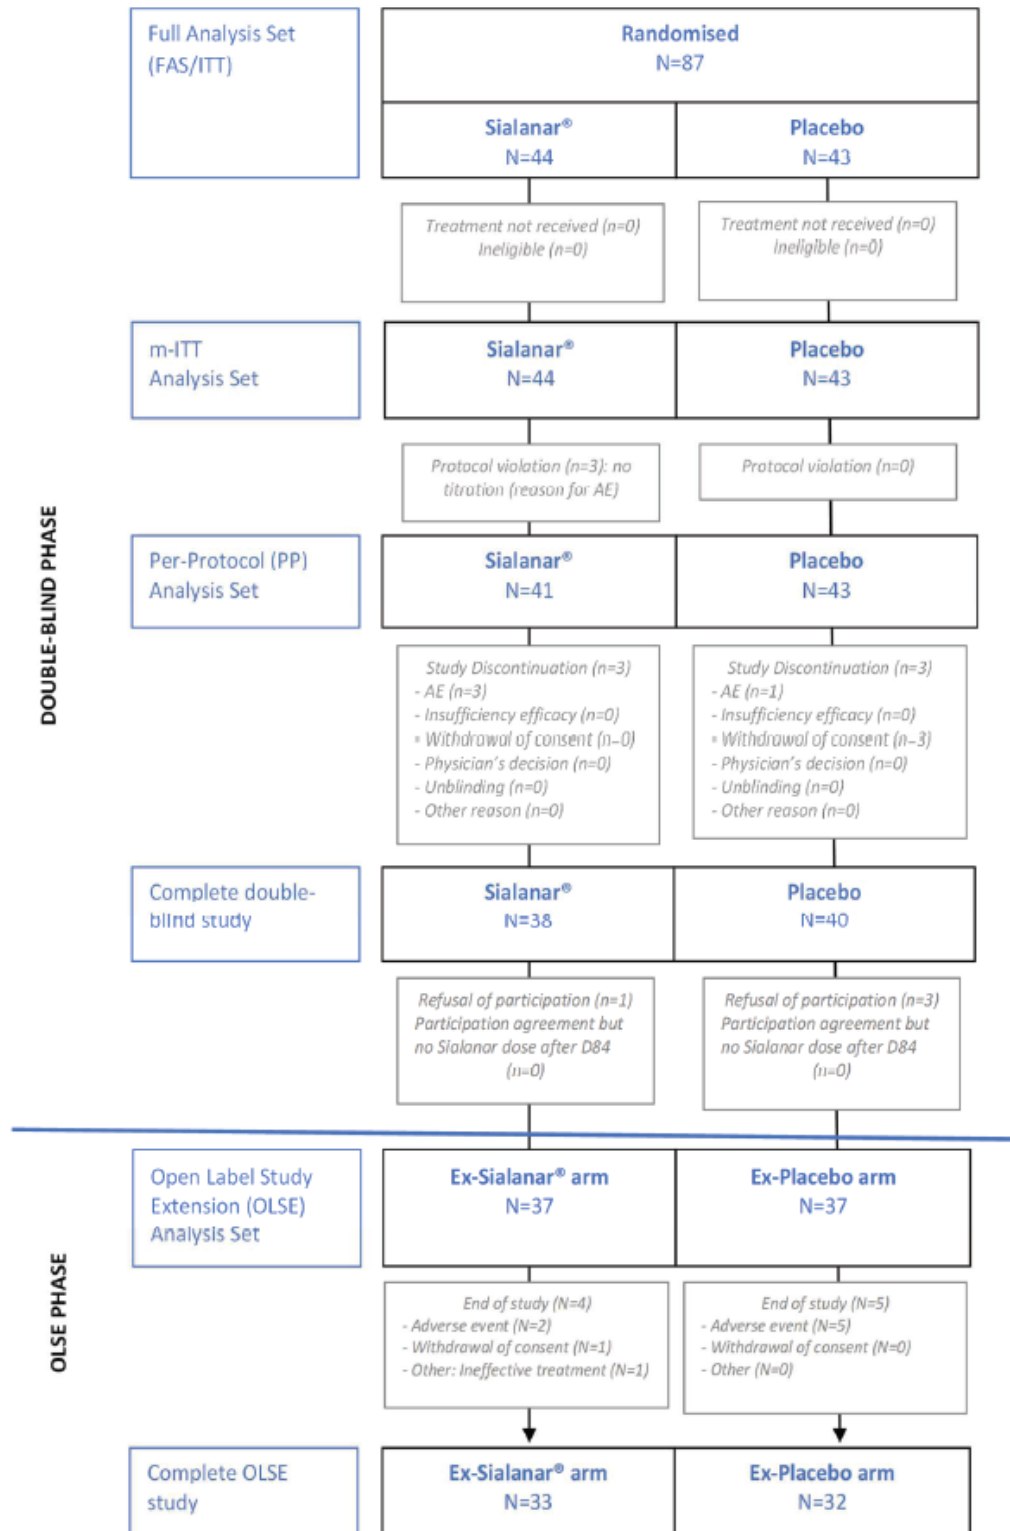 Full Analysis Set
(FAS/ITT)
Randomised
N=87
Sialanar®
N=44
Placebo
N=43
Treatment not received (n=0)
Ineligible (n=0)
Treatment not received (n=0)
Ineligible (n=0)
m-ITT
Analysis Set
Sialanar®
N=44
Placebo
N=43
Protocol violation (n=3): no
titration (reason for AE)
Protocol violation (n=0)
DOUBLE-BLIND PHASE
Per-Protocol (PP)
Analysis Set
Sialanar®
N=41
Placebo
N=43
Study Discontinuation (n=3)
- AE (n=3)
- Insufficiency efficacy (n=0)
- Withdrawal of consent (n=0)
- Physician's decision (n=0)
- Unblinding (n=0)
- Other reason (n=0)
Study Discontinuation (n=3)
- AE (n=1)
- Insufficiency efficacy (n=0)
- Withdrawal of consent (n=3)
- Physician's decision (n=0)
- Unblinding (n=0)
- Other reason (n=0)
Complete double-
blind study
Sialanar®
N=38
Placebo
N=40
Refusal of participation (n=1)
Participation agreement but
no Sialanar dose after D84
(n=0)
Refusal of participation (n=3)
Participation agreement but
no Sialanar dose after D84
(n=0)
OLSE PHASE
Open Label Study
Extension (OLSE)
Analysis Set
Ex-Sialanar® arm
N=37
Ex-Placebo arm
N=37
End of study (N=4)
- Adverse event (N=2)
- Withdrawal of consent (N=1)
- Other: Ineffective treatment (N=1)
End of study (N=5)
- Adverse event (N=5)
- Withdrawal of consent (N=0)
- Other (N=0)
Complete OLSE
study
Ex-Sialanar® arm
N=33
Ex-Placebo arm
N=32